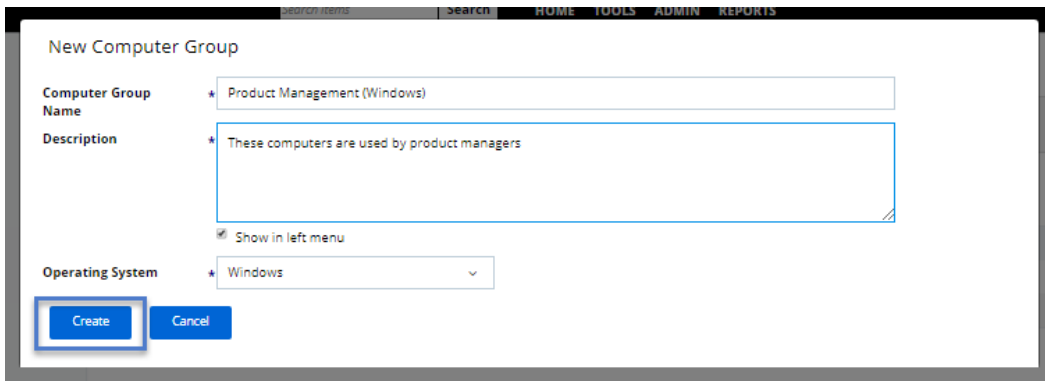 Search items Search HOME TOOLS ADMIN REPORTS
New Computer Group
Computer Group
Name
* Product Management (Windows)
Description * These computers are used by product managers
Show in left menu
Operating System * Windows
Create Cancel